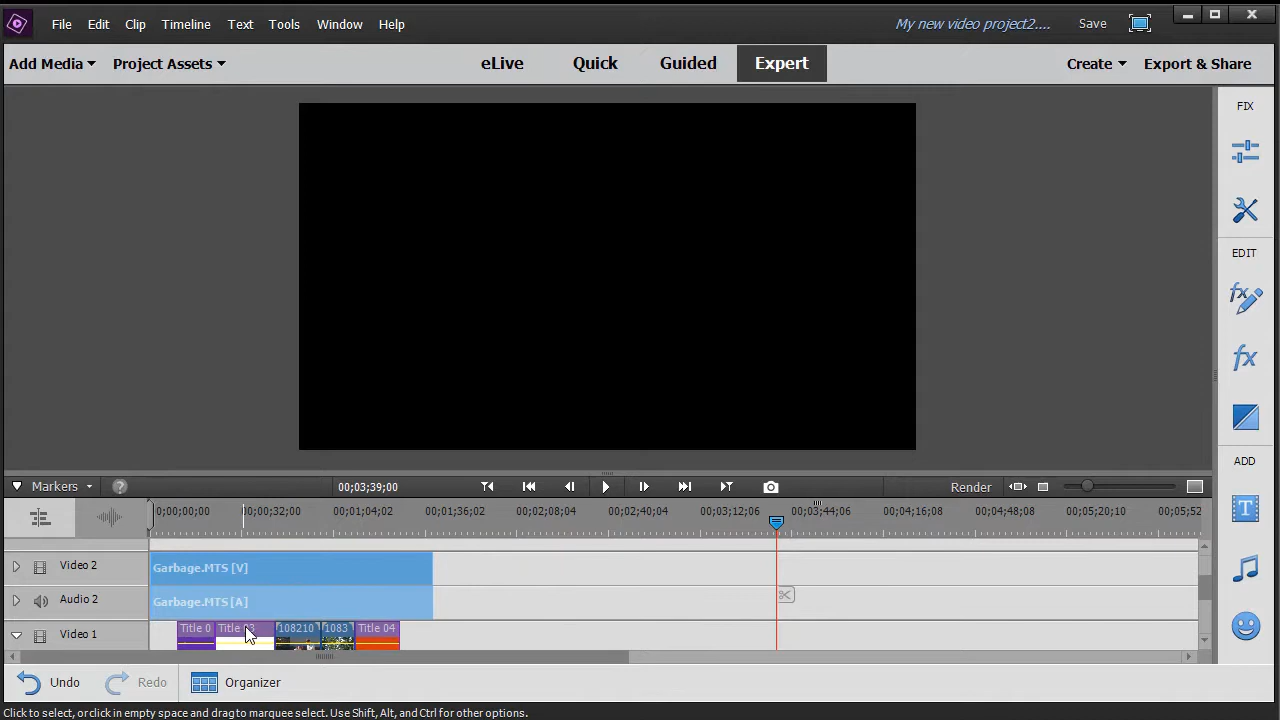 File Edit Clip Timeline Text Tools Window Help My new video project2.... Save
Add Media Project Assets eLive Quick Guided Expert Create Export & Share
FIX
EDIT
fx
fx
ADD
T
Markers ? 00;03;39;00 Render
0;00;00;00 00;00;32;00 00;01;04;02 00;01;36;02 00;02;04;04 00;02;40;04 00;03;12;06 00;03;44;06 00;04;16;08 00;04;48;08 00;05;20;10 00;05;52
Video 2 Garbage.MTS [V]
Audio 2 Garbage.MTS [A]
Video 1 Title 0 Title 03 108210 1083 Title 04
Undo Redo Organizer
Click to select, or click in empty space and drag to marquee select. Use Shift, Alt, and Ctrl for other options.